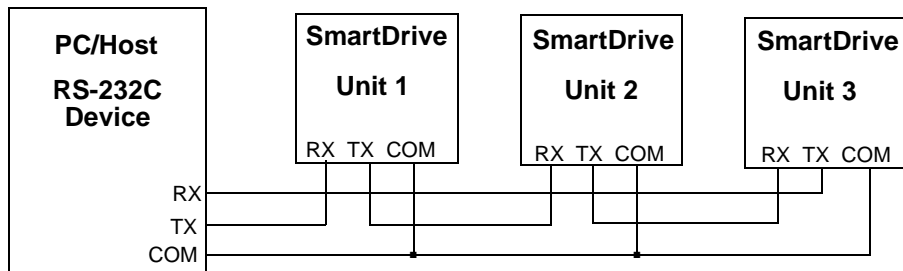 PC/Host
RS-232C
Device
RX
TX
COM
SmartDrive
Unit 1
RX TX COM
SmartDrive
Unit 2
RX TX COM
SmartDrive
Unit 3
RX TX COM